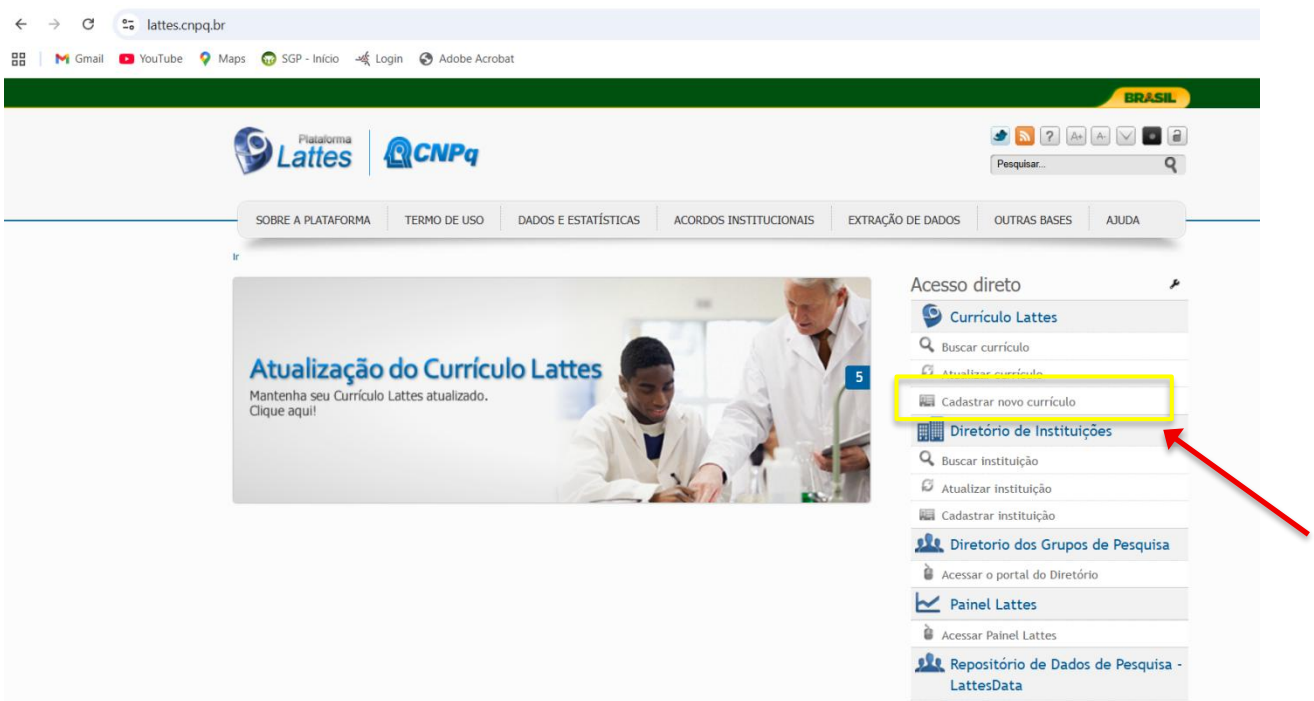 lattes.cnpq.br
Gmail YouTube Maps SGP - Início Login Adobe Acrobat
BRASIL
Plataforma
Lattes CNPq
? A+ A-
Pesquisar...
SOBRE A PLATAFORMA TERMO DE USO DADOS E ESTATÍSTICAS ACORDOS INSTITUCIONAIS EXTRAÇÃO DE DADOS OUTRAS BASES AJUDA
Ir
Atualização do Currículo Lattes
Mantenha seu Currículo Lattes atualizado.
Clique aqui!
5
Acesso direto
Currículo Lattes
Buscar currículo
Atualizar currículo
Cadastrar novo currículo
Diretório de Instituições
Buscar instituição
Atualizar instituição
Cadastrar instituição
Diretorio dos Grupos de Pesquisa
Acessar o portal do Diretório
Painel Lattes
Acessar Painel Lattes
Repositório de Dados de Pesquisa -
LattesData